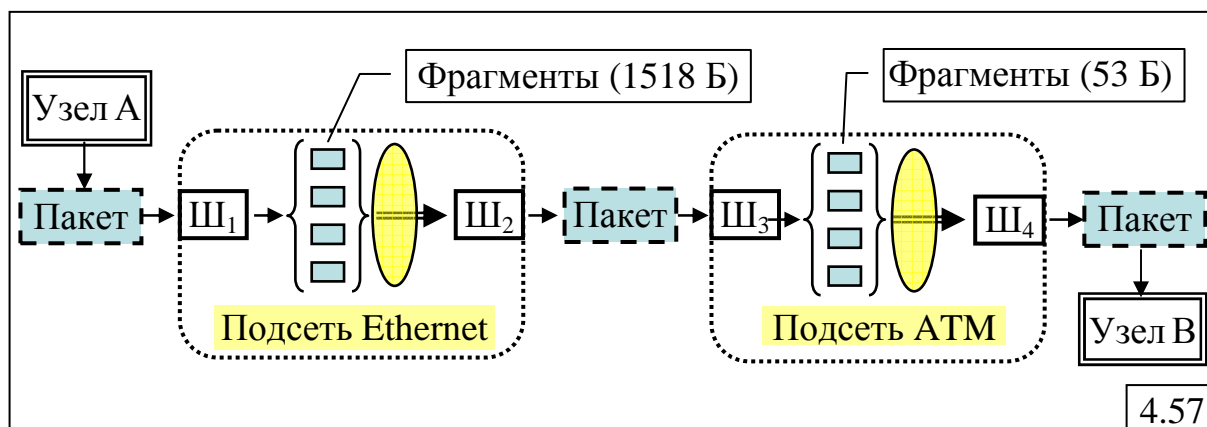 Фрагменты (1518 Б)
Фрагменты (53 Б)
Узел А
Пакет
Ш1
Ш2
Пакет
Ш3
Ш4
Пакет
Подсеть Ethernet
Подсеть ATM
Узел В
4.57